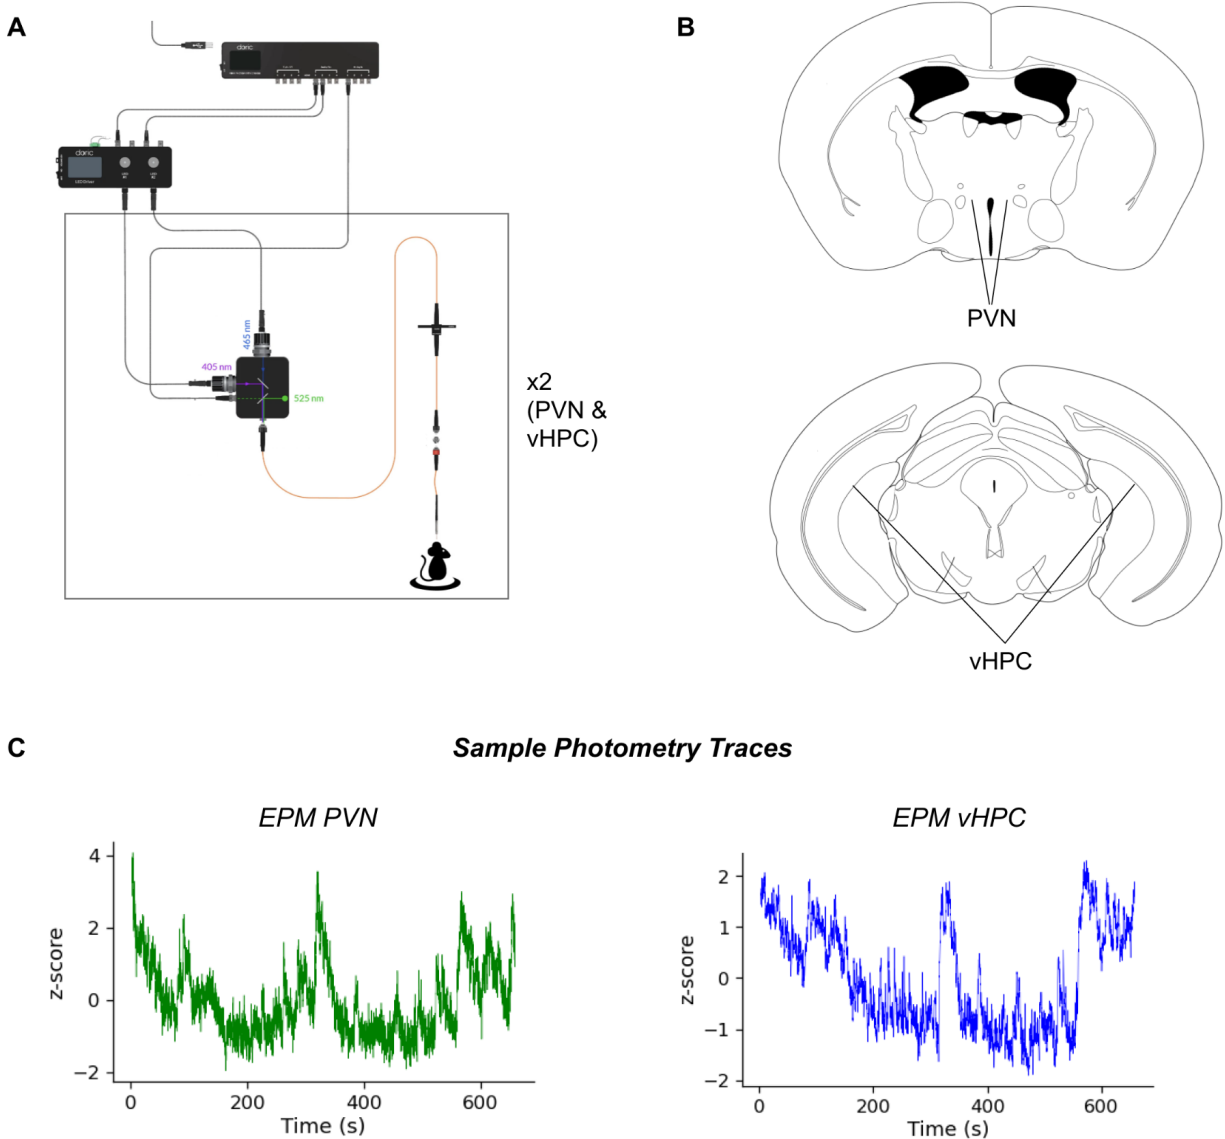 A
B
doric
doric
LED Driver
465 nm
405 nm
525 nm
x2
(PVN &
vHPC)
PVN
vHPC
C
Sample Photometry Traces
EPM PVN
EPM vHPC
4
2
0
−2
z-score
0
200
400
600
Time (s)
2
1
0
−1
−2
z-score
0
200
400
600
Time (s)